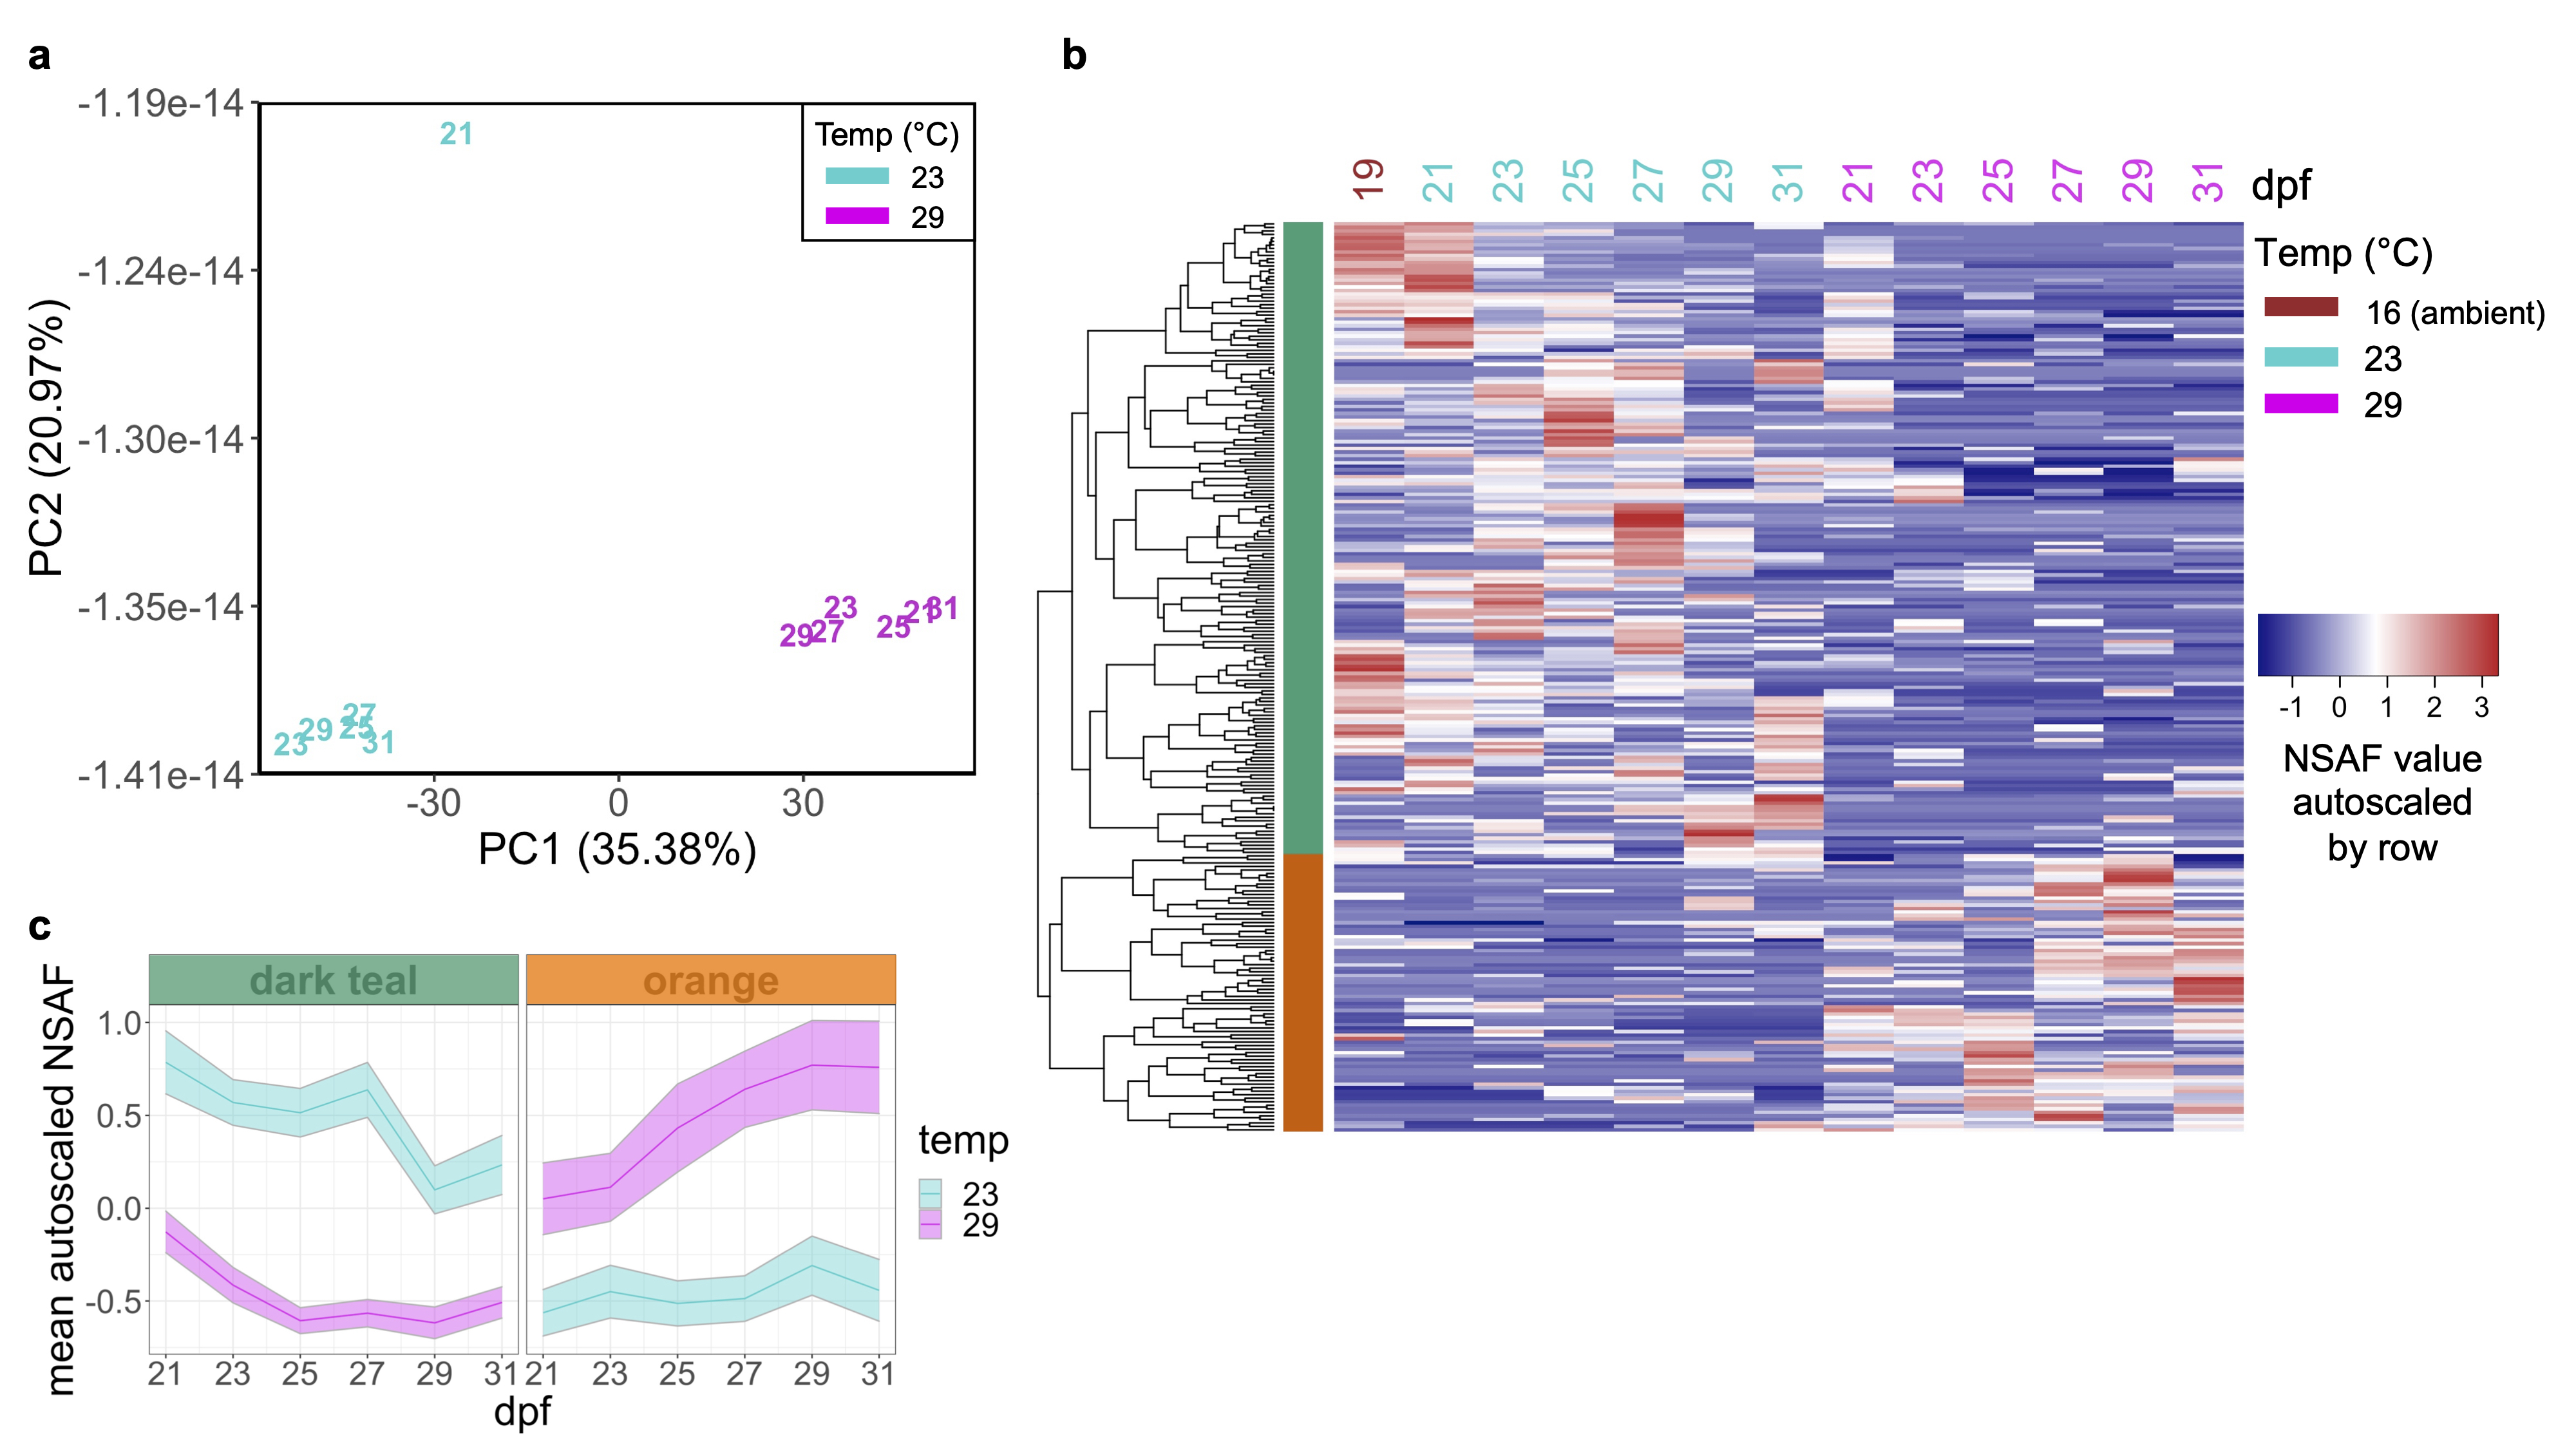 a
-1.19e-14
-1.24e-14
-1.30e-14
-1.35e-14
-1.41e-14
PC2 (20.97%)
21
Temp (°C)
23
29
23
29
27
25
31
29
27
23
25
21
31
-30 0 30
PC1 (35.38%)
b
19 21 23 25 27 29 31 21 23 25 27 29 31 dpf
Temp (°C)
16 (ambient)
23
29
-1 0 1 2 3
NSAF value
autoscaled
by row
c
dark teal orange
mean autoscaled NSAF
1.0
0.5
0.0
-0.5
21 23 25 27 29 31 21 23 25 27 29 31
dpf
temp
23
29